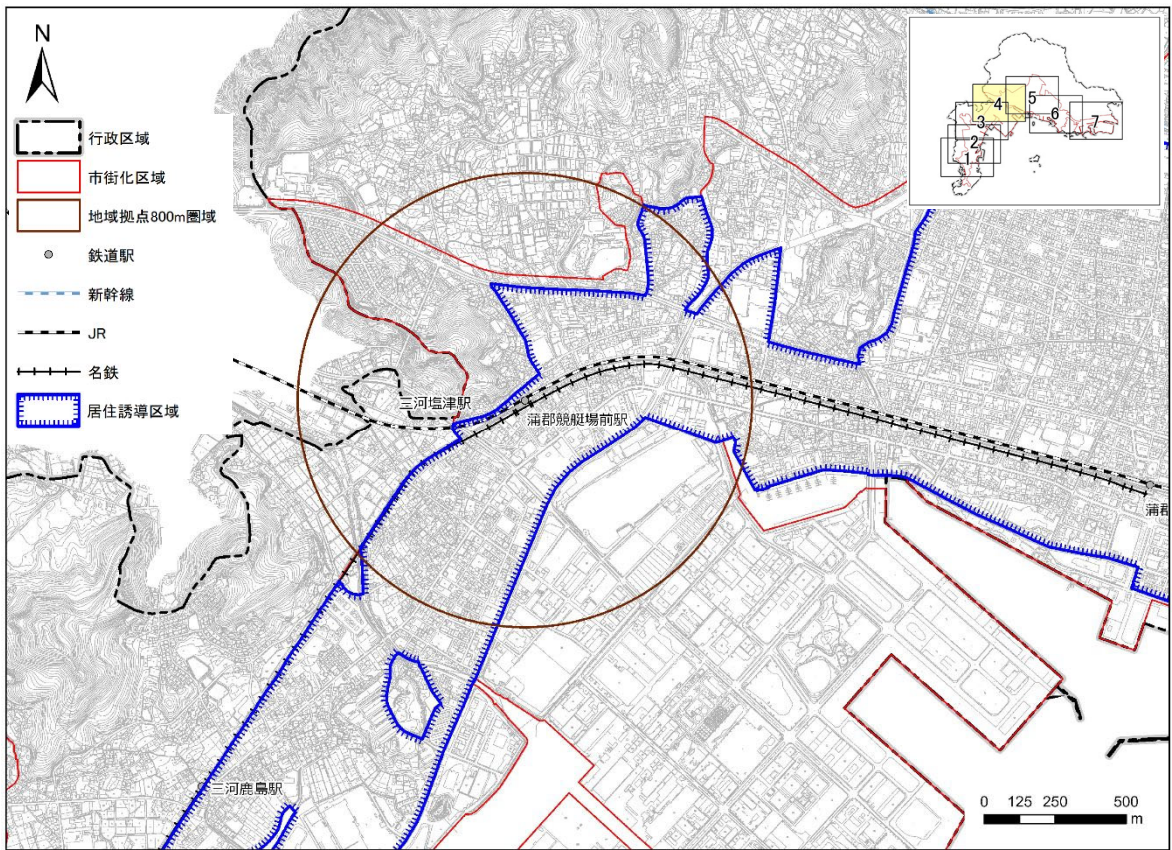 N
行政区域
市街化区域
地域拠点800m圏域
鉄道駅
新幹線
JR
名鉄
居住誘導区域
4
5
6
7
3
2
1
三河塩津駅
蒲郡競艇場前駅
蒲郡
三河鹿島駅
0 125 250 500
m